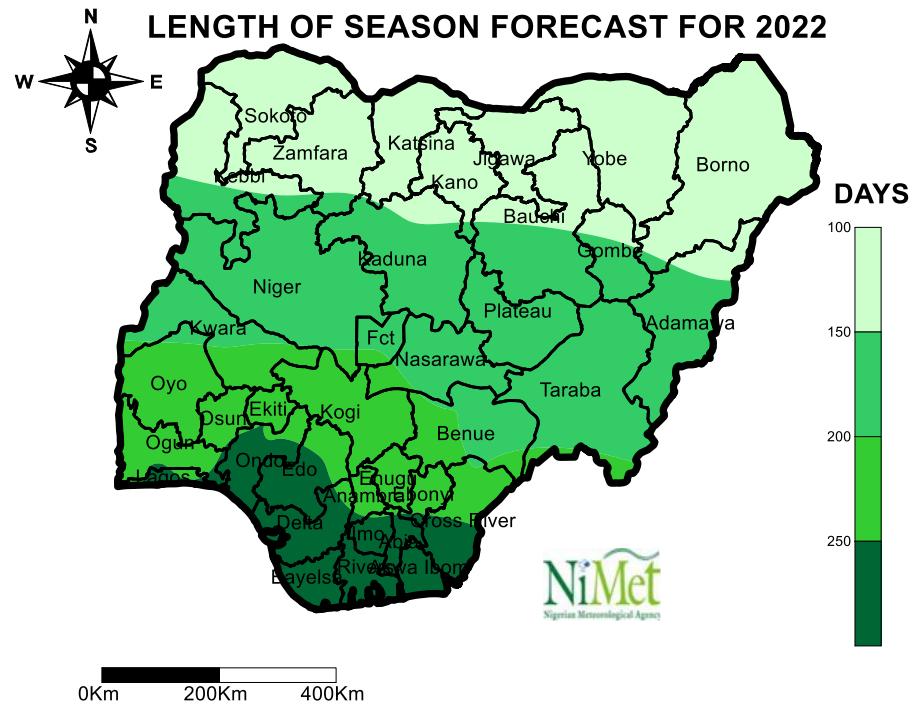 LENGTH OF SEASON FORECAST FOR 2022
N
W
E
S
Sokoto
Zamfara
Katsina
Jigawa
Yobe
Borno
Kebbi
Kano
Bauchi
Gombe
Kaduna
Niger
Plateau
Adamawa
Kwara
Fct
Nasarawa
Taraba
Oyo
Osun
Ekiti
Kogi
Benue
Ogun
Lagos
Ondo
Edo
Enugu
Anambra
Ebonyi
Cross River
Delta
Imo
Abia
Bayelsa
Rivers
Akwa Ibom
DAYS
100
150
200
250
NiMet
Nigerian Meteorological Agency
0Km
200Km
400Km